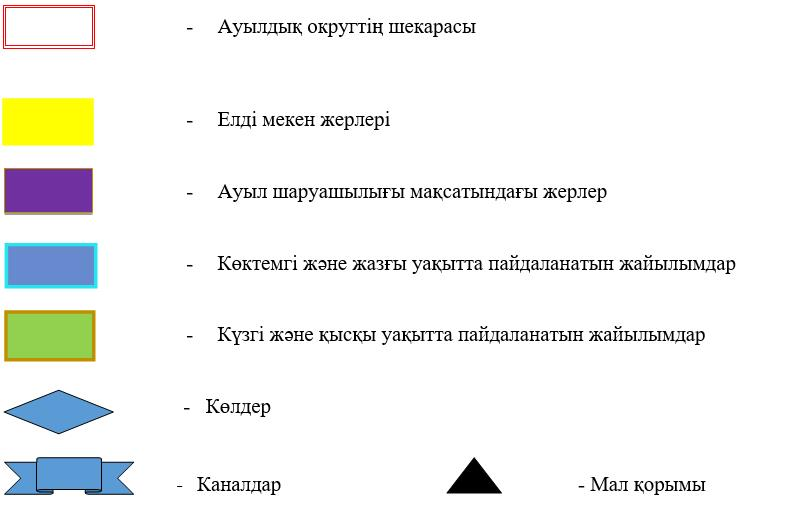 - Ауылдық округтің шекарасы
- Елді мекен жерлері
- Ауыл шаруашылығы мақсатындағы жерлер
- Көктемгі және жазғы уақытта пайдаланатын жайылымдар
- Күзгі және қысқы уақытта пайдаланатын жайылымдар
- Көлдер
- Каналдар - Мал қорымы